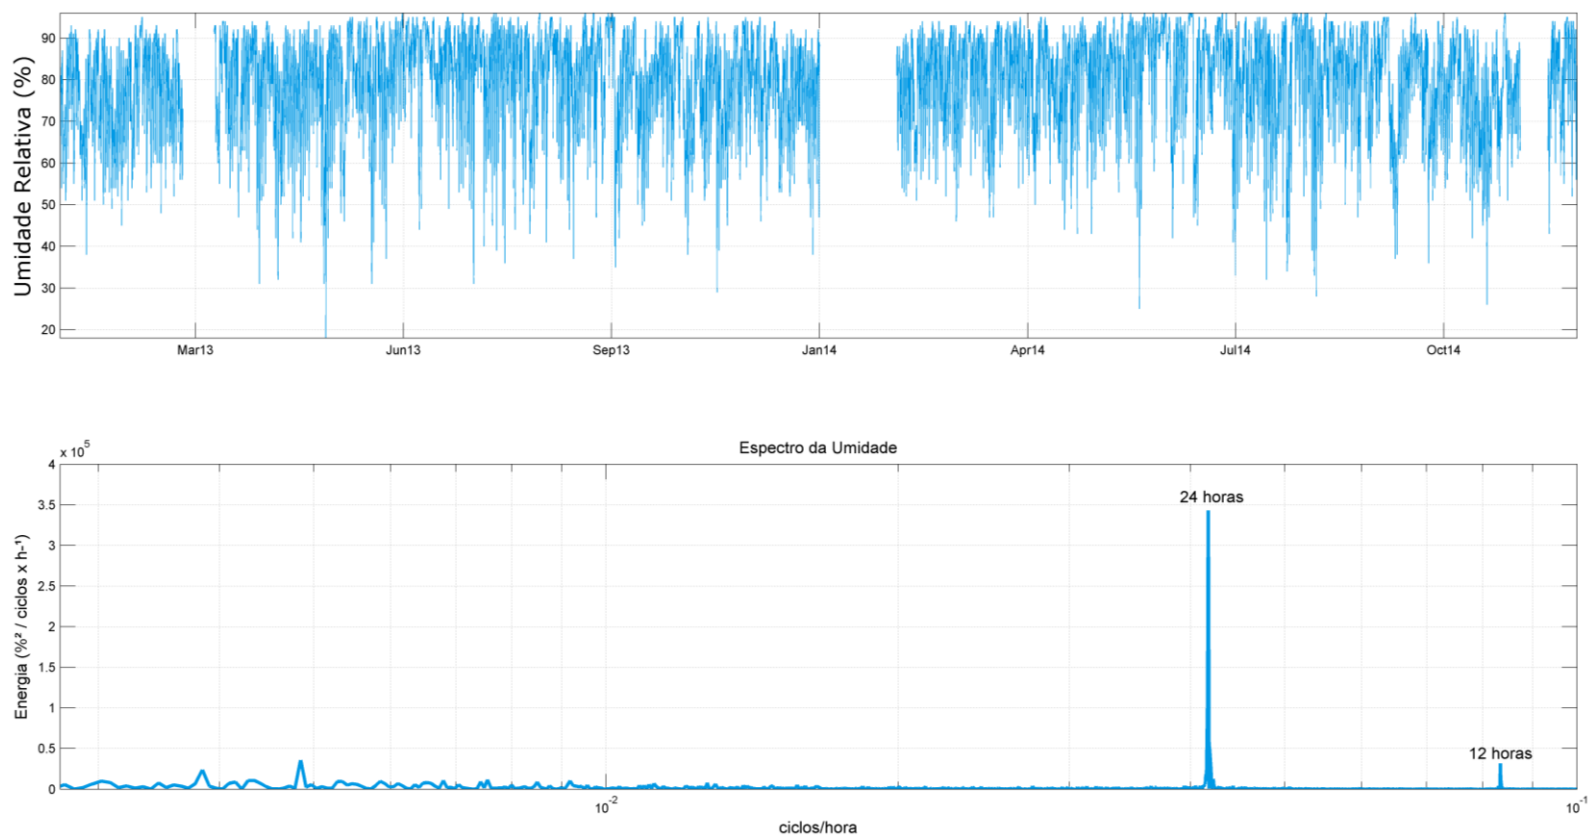 Umidade Relativa (%)
90
80
70
60
50
40
30
20
Mar13 Jun13 Sep13 Jan14 Apr14 Jul14 Oct14
Espectro da Umidade
x 10⁵
Energia (%² / ciclos x h-¹)
4
3.5
3
2.5
2
1.5
1
0.5
0
24 horas
12 horas
10⁻² 10⁻¹
ciclos/hora